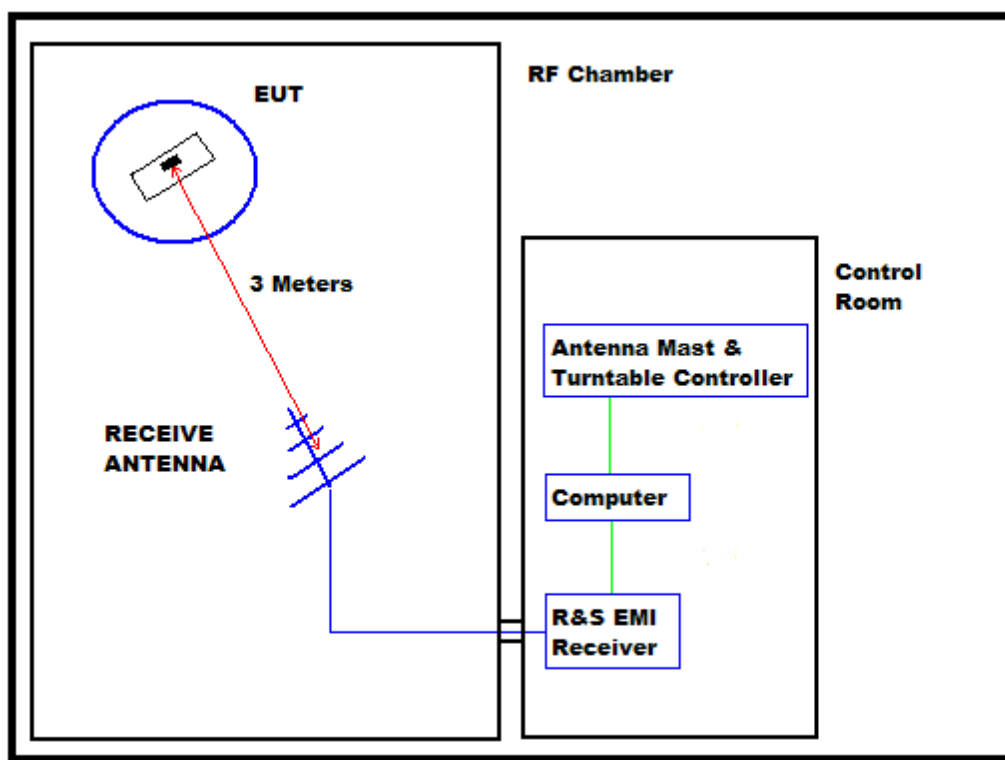 RF Chamber
EUT
3 Meters
Control
Room
Antenna Mast &
Turntable Controller
RECEIVE
ANTENNA
Computer
R&S EMI
Receiver